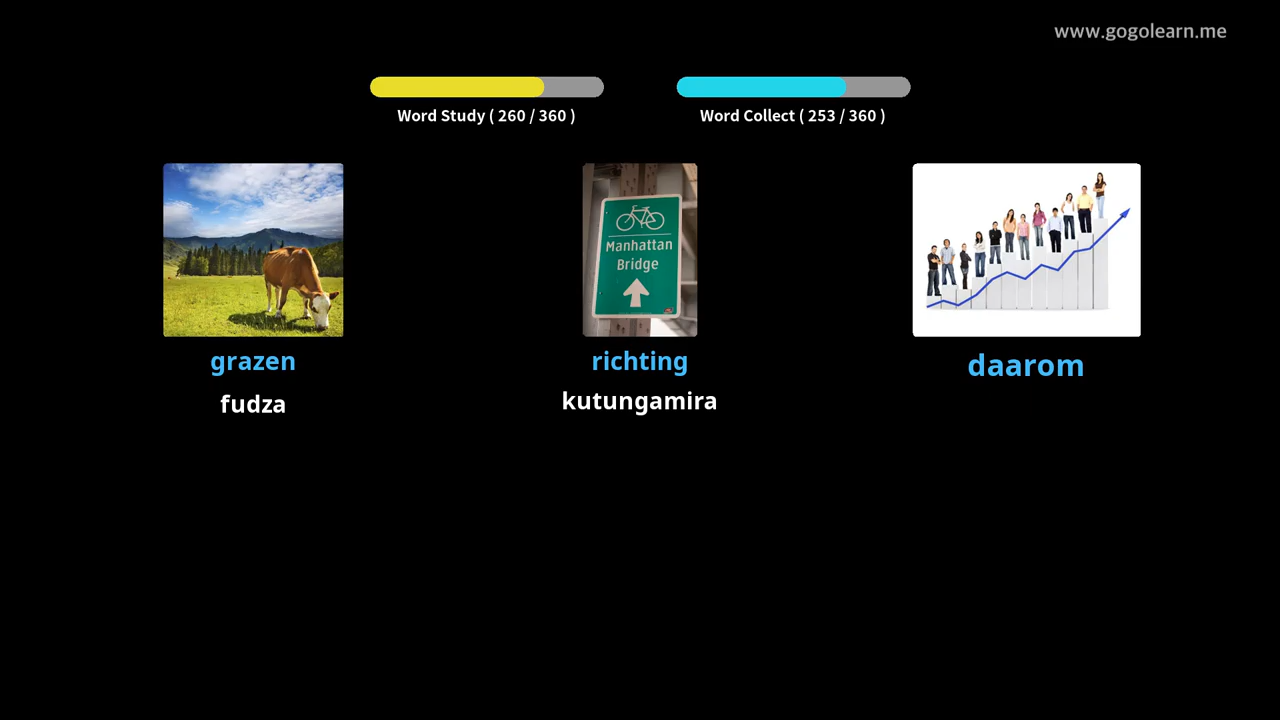 www.gogolearn.me
Word Study ( 260 / 360 )
Word Collect ( 253 / 360 )
Manhattan
Bridge
grazen
richting
daarom
fudza
kutungamira